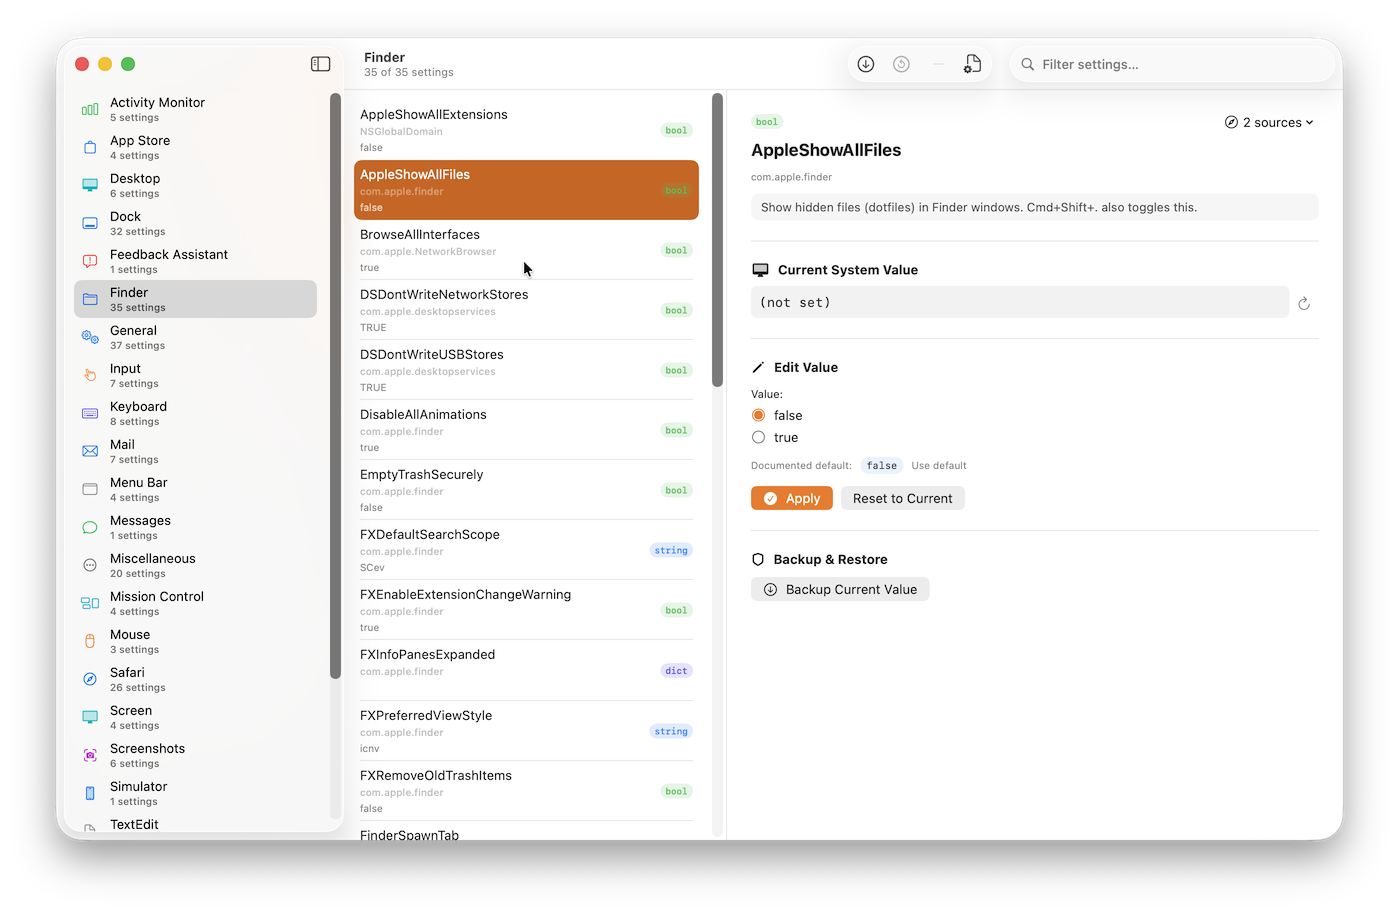 Activity Monitor
5 settings
App Store
4 settings
Desktop
6 settings
Dock
32 settings
Feedback Assistant
1 settings
Finder
35 settings
General
37 settings
Input
7 settings
Keyboard
8 settings
Mail
7 settings
Menu Bar
4 settings
Messages
1 settings
Miscellaneous
20 settings
Mission Control
4 settings
Mouse
3 settings
Safari
26 settings
Screen
4 settings
Screenshots
6 settings
Simulator
1 settings
TextEdit
Finder
35 of 35 settings
Filter settings...
AppleShowAllExtensions
NSGlobalDomain
bool
false
AppleShowAllFiles
com.apple.finder
bool
false
BrowseAllInterfaces
com.apple.NetworkBrowser
bool
true
DSDontWriteNetworkStores
com.apple.desktopservices
bool
TRUE
DSDontWriteUSBStores
com.apple.desktopservices
bool
TRUE
DisableAllAnimations
com.apple.finder
bool
true
EmptyTrashSecurely
com.apple.finder
bool
false
FXDefaultSearchScope
com.apple.finder
string
SCev
FXEnableExtensionChangeWarning
com.apple.finder
bool
true
FXInfoPanesExpanded
com.apple.finder
dict
FXPreferredViewStyle
com.apple.finder
string
icnv
FXRemoveOldTrashItems
com.apple.finder
bool
false
FinderSpawnTab
bool
2 sources
AppleShowAllFiles
com.apple.finder
Show hidden files (dotfiles) in Finder windows. Cmd+Shift+. also toggles this.
Current System Value
(not set)
Edit Value
Value:
false
true
Documented default: false Use default
Apply
Reset to Current
Backup & Restore
Backup Current Value